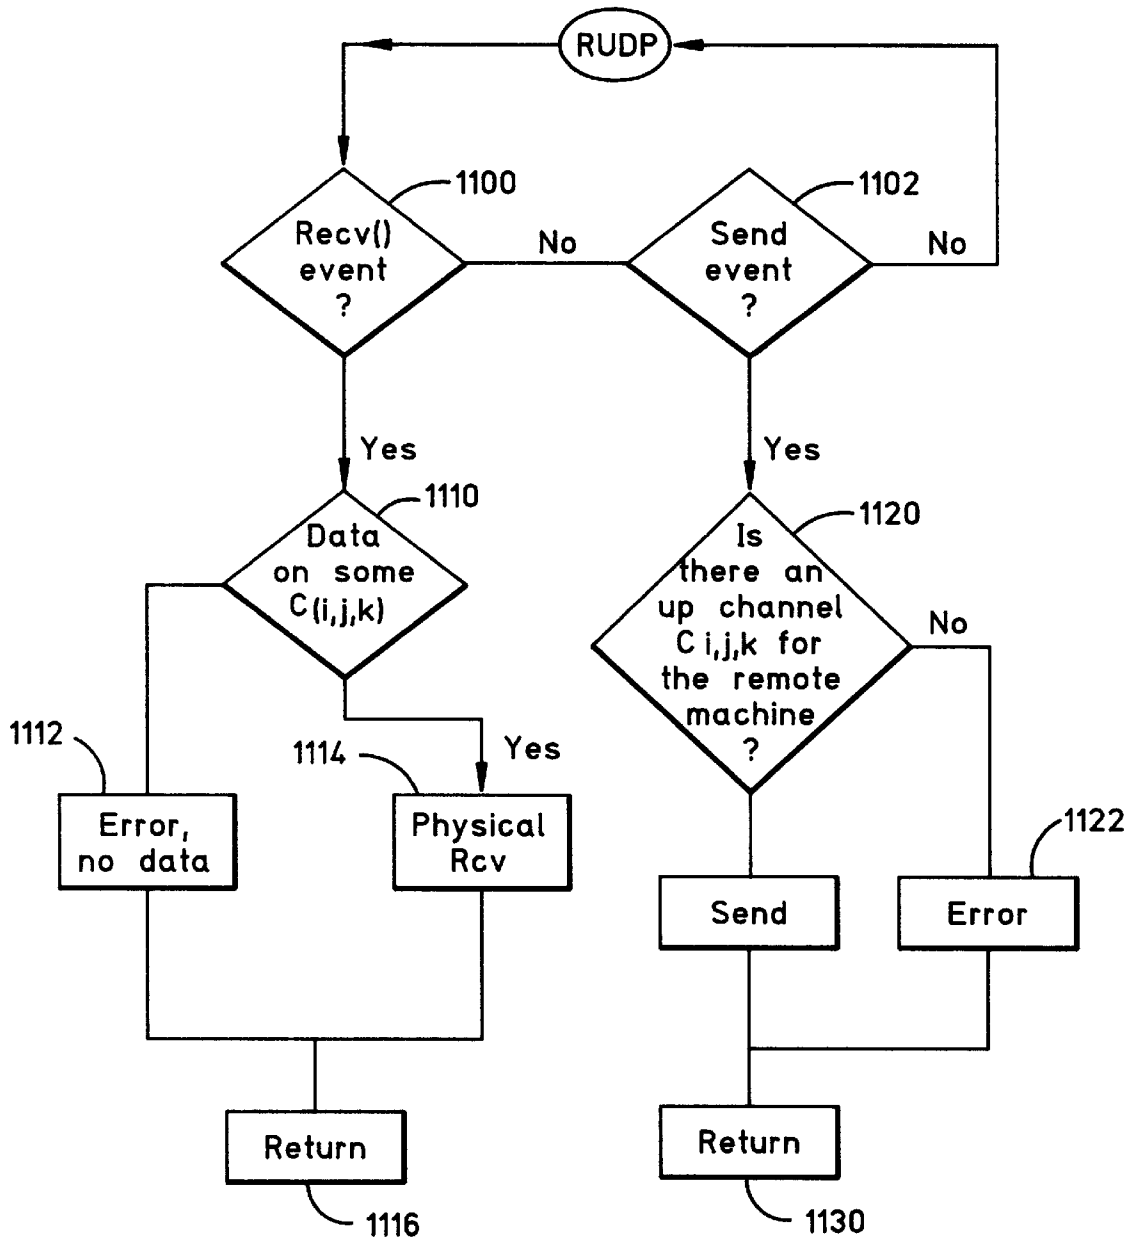 RUDP
1100
Recv()
event
?
No
1102
Send
event
?
No
Yes
1110
Data
on some
C(i,j,k)
Yes
1120
Is
there an
up channel
C i,j,k for
the remote
machine
?
No
1112
Error,
no data
1114
Yes
Physical
Rcv
Send
1122
Error
Return
1116
Return
1130